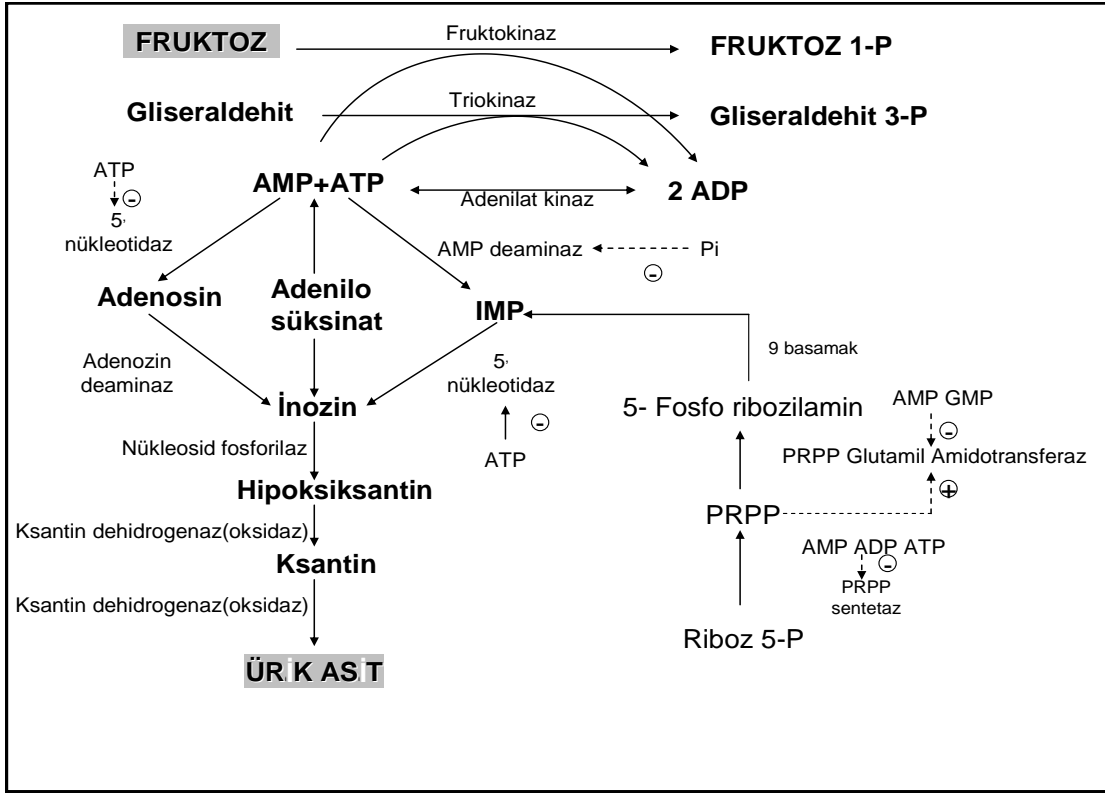 FRUKTOZ
Fruktokinaz
FRUKTOZ 1-P
Gliseraldehit
Triokinaz
Gliseraldehit 3-P
ATP
-
5'
nükleotidaz
AMP+ATP
Adenilat kinaz
2 ADP
AMP deaminaz
Pi
-
Adenosin
Adenilo
süksinat
IMP
9 basamak
Adenozin
deaminaz
5'
nükleotidaz
-
ATP
İnozin
5- Fosfo ribozilamin
AMP GMP
-
PRPP Glutamil Amidotransferaz
+
Nükleosid fosforilaz
Hipoksiksantin
PRPP
Ksantin dehidrogenaz(oksidaz)
AMP ADP ATP
-
PRPP
sentetaz
Ksantin
Ksantin dehidrogenaz(oksidaz)
Riboz 5-P
ÜRiK ASiT